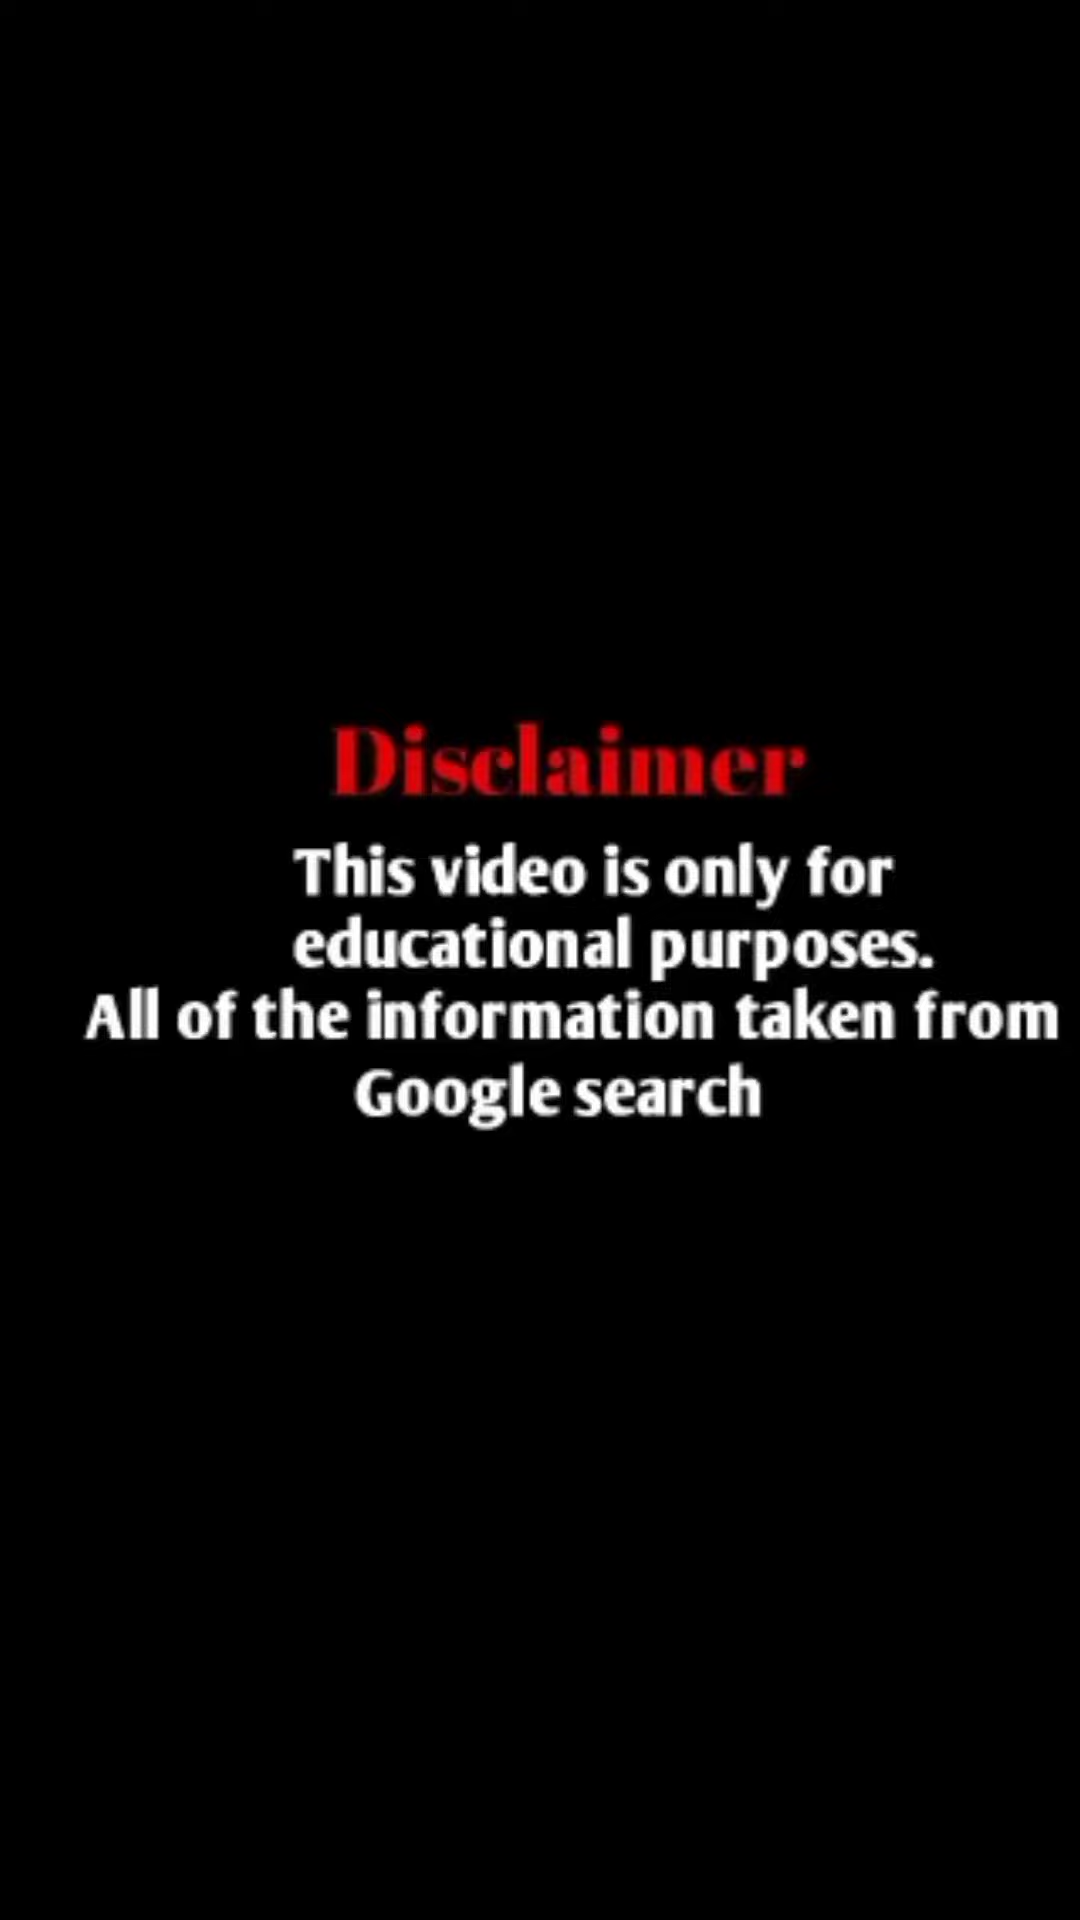 Disclaimer
This video is only for
educational purposes.
All of the information taken from
Google search